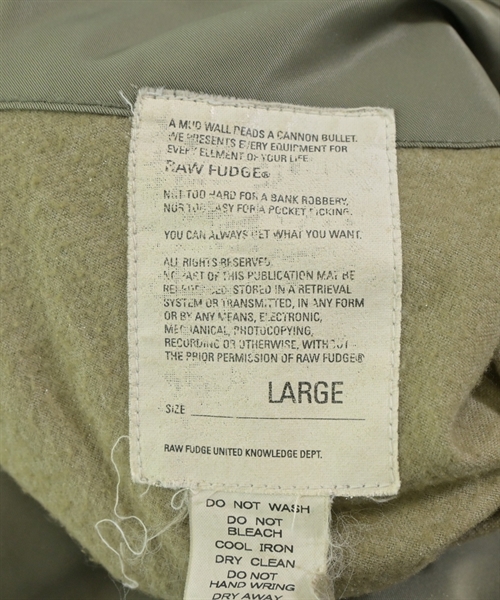 A MUD WALL DEADS A CANNON BULLET.
WE PRESENTS EVERY EQUIPMENT FOR
EVERY ELEMENT OF YOUR LIFE.
RAW FUDGE®
NOT TOO HARD FOR A BANK ROBBERY,
NOR TOO EASY FOR A POCKET PICKING.
YOU CAN ALWAYS GET WHAT YOU WANT.
ALL RIGHTS RESERVED.
NO PART OF THIS PUBLICATION MAY BE
REPRODUCED, STORED IN A RETRIEVAL
SYSTEM OR TRANSMITTED, IN ANY FORM
OR BY ANY MEANS, ELECTRONIC,
MECHANICAL, PHOTOCOPYING,
RECORDING OR OTHERWISE, WITHOUT
THE PRIOR PERMISSION OF RAW FUDGE®
SIZE LARGE
RAW FUDGE UNITED KNOWLEDGE DEPT.
DO NOT WASH
DO NOT
BLEACH
COOL IRON
DRY CLEAN
DO NOT
HAND WRING
DRY AWAY